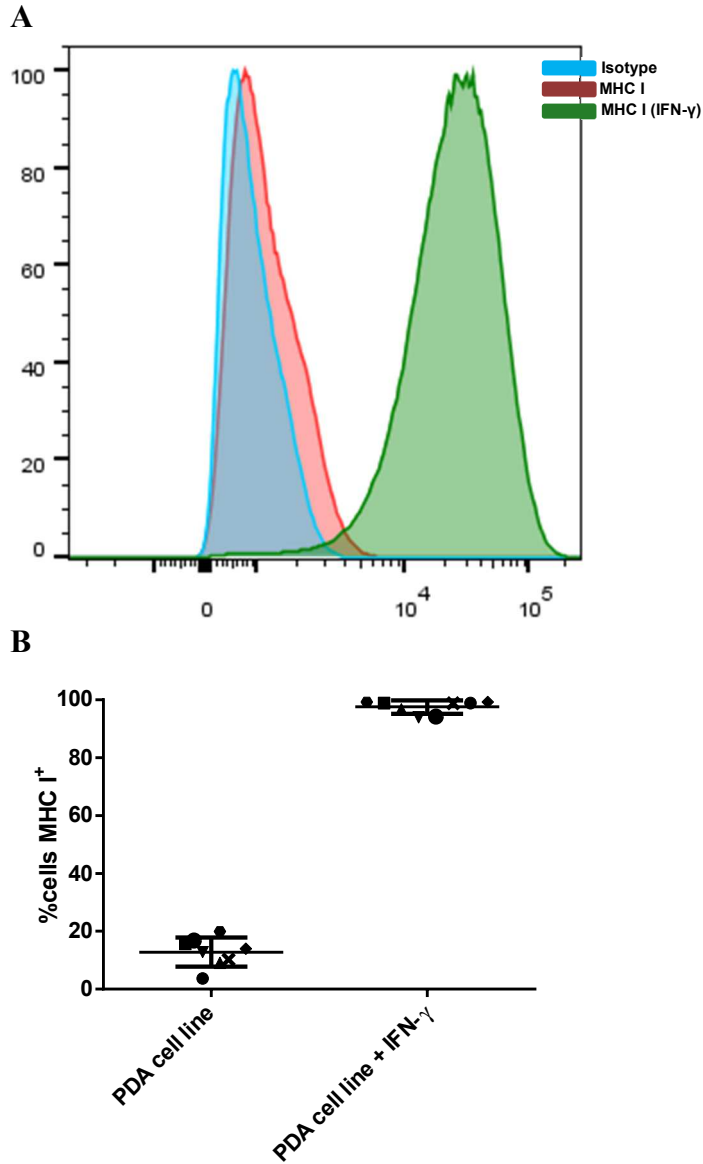 A
Isotype
MHC I
MHC I (IFN-γ)
100
80
60
40
20
0
0
10^4
10^5
B
%cells MHC I⁺
100
80
60
40
20
0
PDA cell line
PDA cell line + IFN-γ